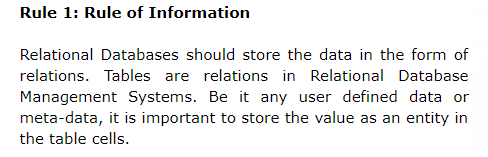 Rule 1: Rule of Information
Relational Databases should store the data in the form of
relations. Tables are relations in Relational Database
Management Systems. Be it any user defined data or
meta-data, it is important to store the value as an entity in
the table cells.